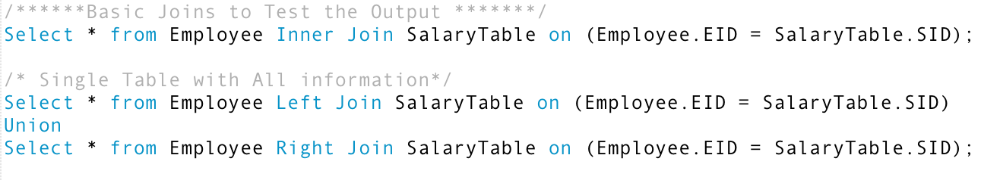 /******Basic Joins to Test the Output *******/
Select * from Employee Inner Join SalaryTable on (Employee.EID = SalaryTable.SID);
/* Single Table with All information*/
Select * from Employee Left Join SalaryTable on (Employee.EID = SalaryTable.SID)
Union
Select * from Employee Right Join SalaryTable on (Employee.EID = SalaryTable.SID);